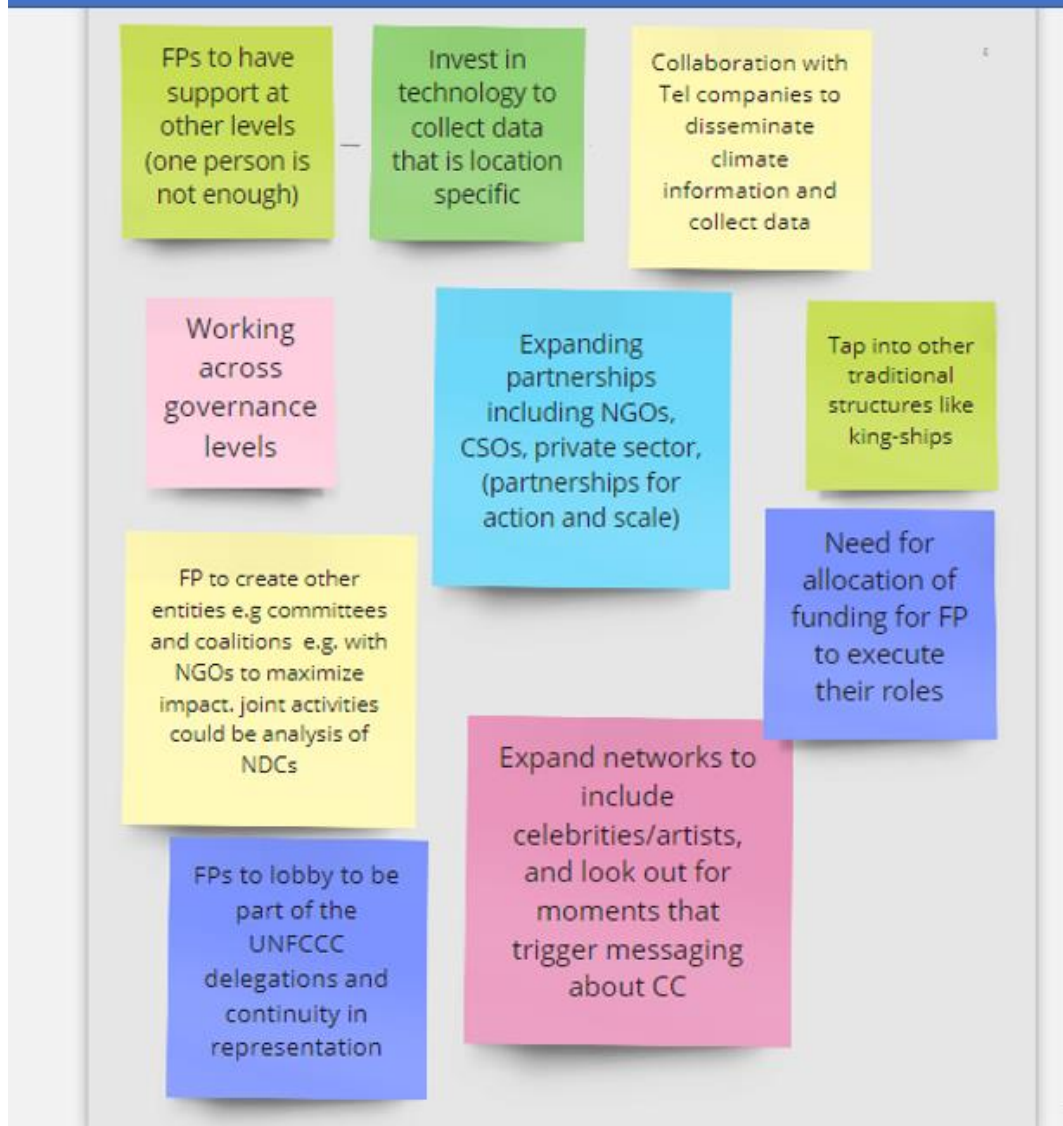 FPs to have
support at
other levels
(one person is
not enough)
Invest in
technology to
collect data
that is location
specific
Collaboration with
Tel companies to
disseminate
climate
information and
collect data
Working
across
governance
levels
Expanding
partnerships
including NGOs,
CSOs, private sector,
(partnerships for
action and scale)
Tap into other
traditional
structures like
king-ships
FP to create other
entities e.g committees
and coalitions e.g. with
NGOs to maximize
impact. joint activities
could be analysis of
NDCs
Need for
allocation of
funding for FP
to execute
their roles
Expand networks to
include
celebrities/artists,
and look out for
moments that
trigger messaging
about CC
FPs to lobby to be
part of the
UNFCCC
delegations and
continuity in
representation